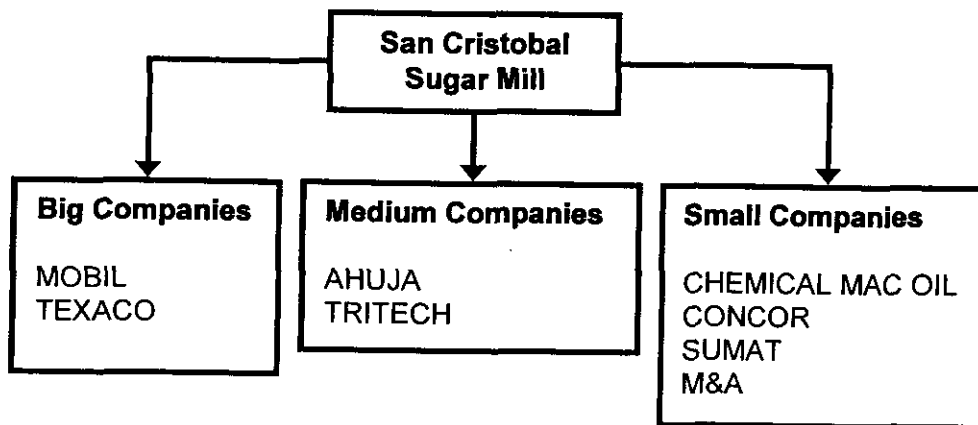 San Cristobal
Sugar Mill
Big Companies
MOBIL
TEXACO
Medium Companies
AHUJA
TRITECH
Small Companies
CHEMICAL MAC OIL
CONCOR
SUMAT
M&A